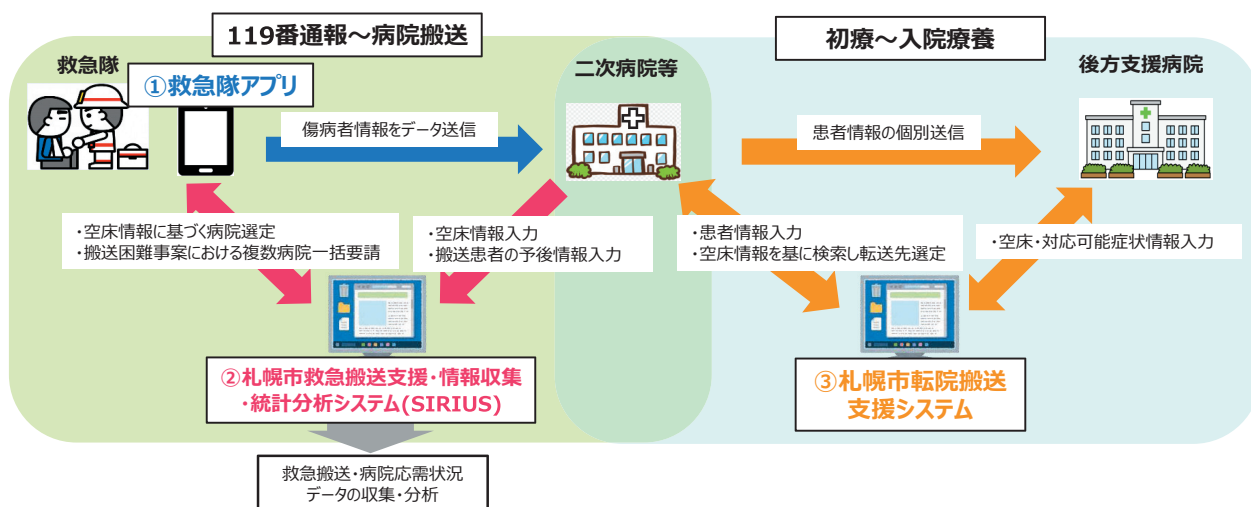 119番通報～病院搬送
初療～入院療養
救急隊
①救急隊アプリ
二次病院等
後方支援病院
傷病者情報をデータ送信
患者情報の個別送信
・空床情報に基づく病院選定
・搬送困難事案における複数病院一括要請
・空床情報入力
・搬送患者の予後情報入力
・患者情報入力
・空床情報を基に検索し転送先選定
・空床・対応可能症状情報入力
②札幌市救急搬送支援・情報収集
・統計分析システム(SIRIUS)
③札幌市転院搬送
支援システム
救急搬送・病院応需状況
データの収集・分析